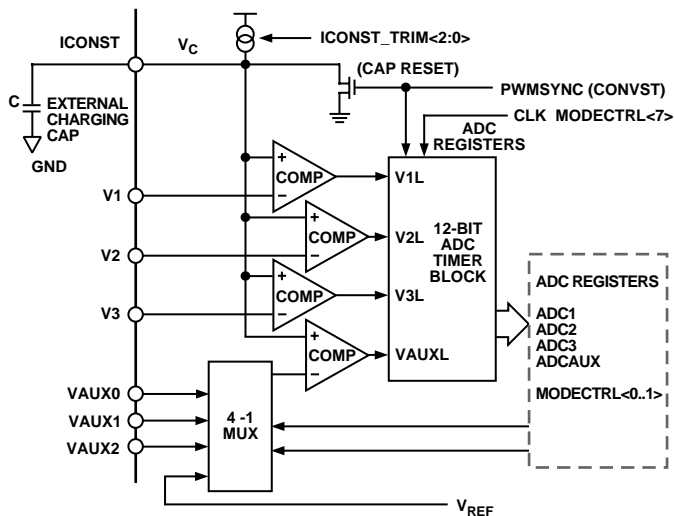 ICONST
VC
ICONST_TRIM<2:0>
(CAP RESET)
PWMSYNC (CONVST)
C
EXTERNAL
CHARGING
CAP
GND
CLK MODECTRL<7>
ADC
REGISTERS
+
COMP
–
V1
V1L
+
COMP
–
V2
V2L
12-BIT
ADC
TIMER
BLOCK
+
COMP
–
V3
V3L
+
COMP
–
VAUXL
ADC REGISTERS
ADC1
ADC2
ADC3
ADCAUX
MODECTRL<0..1>
VAUX0
VAUX1
VAUX2
4 -1
MUX
VREF